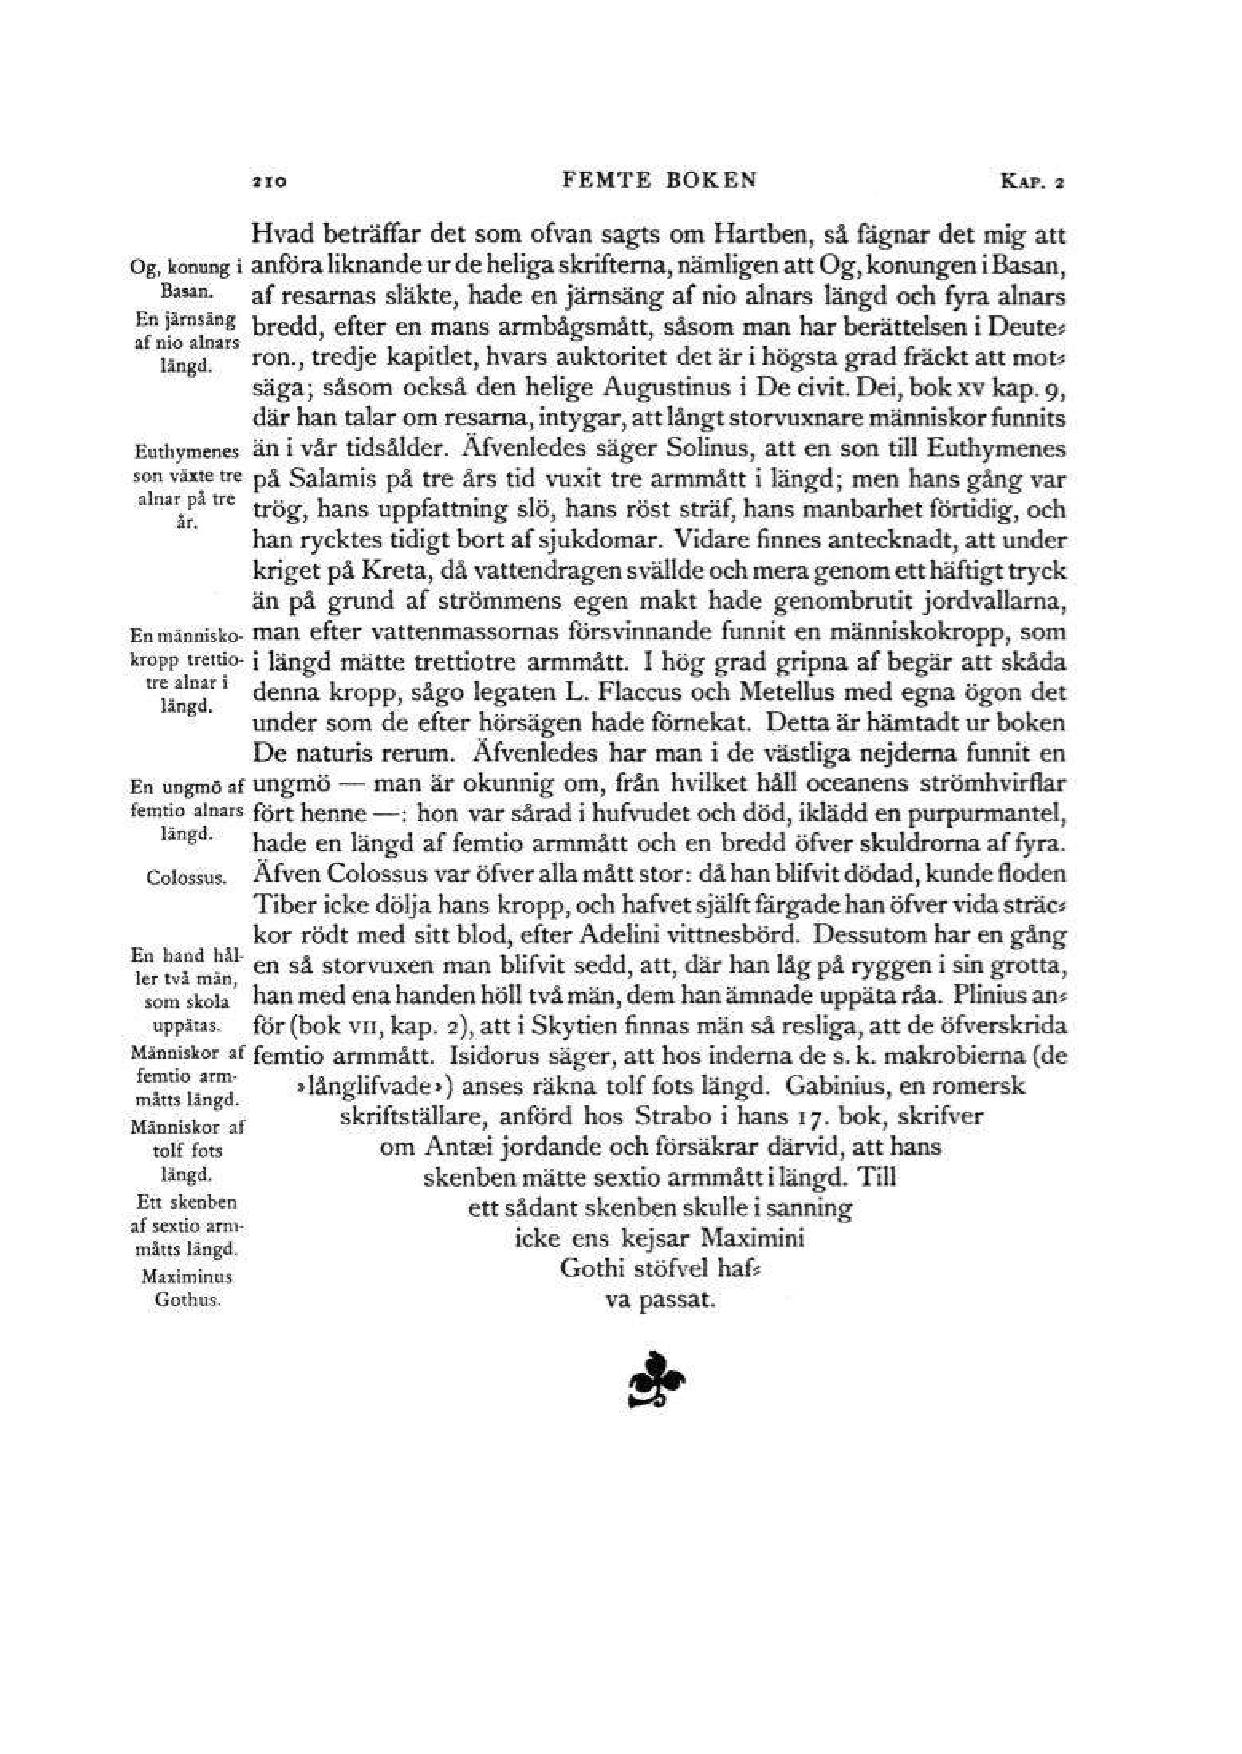 210 FEMTE BOKEN KAP. 2
Hvad beträffar det som ofvan sagts om Hartben, så fägnar det mig att
anföra liknande ur de heliga skrifterna, nämligen att Og, konungen i Basan,
af resarnas släkte, hade en järnsäng af nio alnars längd och fyra alnars
bredd, efter en mans armbågsmått, såsom man har berättelsen i Deute-
ron., tredje kapitlet, hvars auktoritet det är i högsta grad fräckt att mot-
säga; såsom också den helige Augustinus i De civit. Dei, bok XV kap. 9,
där han talar om resarna, intygar, att långt storvuxnare människor funnits
än i vår tidsålder. Äfvenledes säger Solinus, att en son till Euthymenes
på Salamis på tre års tid vuxit tre armmått i längd; men hans gång var
trög, hans uppfattning slö, hans röst sträf, hans manbarhet förtidig, och
han rycktes tidigt bort af sjukdomar. Vidare finnes antecknadt, att under
kriget på Kreta, då vattendragen svällde och mera genom ett häftigt tryck
än på grund af strömmens egen makt hade genombrutit jordvallarna,
man efter vattenmassornas försvinnande funnit en människokropp, som
i längd mätte trettiotre armmått. I hög grad gripna af begär att skåda
denna kropp, sågo legaten L. Flaccus och Metellus med egna ögon det
under som de efter hörsägen hade förnekat. Detta är hämtadt ur boken
De naturis rerum. Äfvenledes har man i de västliga nejderna funnit en
ungmö — man är okunnig om, från hvilket håll oceanens strömhvirflar
fört henne —: hon var sårad i hufvudet och död, iklädd en purpurmantel,
hade en längd af femtio armmått och en bredd öfver skuldrorna af fyra.
Äfven Colossus var öfver alla mått stor: då han blifvit dödad, kunde floden
Tiber icke dölja hans kropp, och hafvet självt färgade han öfver vida sträc-
kor rödt med sitt blod, efter Adelini vittnesbörd. Dessutom har en gång
en så storvuxen man blifvit sedd, att, där han låg på ryggen i sin grotta,
han med ena handen höll två män, dem han ämnade uppäta råa. Plinius an-
för (bok VII, kap. 2), att i Skytien finnas män så resliga, att de öfverskrida
femtio armmått. Isidorus säger, att hos inderna de s. k. makrobierna (de
»långlifvade») anses räkna tolf fots längd. Gabinius, en romersk
skriftställare, anförd hos Strabo i hans 17. bok, skrifver
om Antæi jordande och försäkrar därvid, att hans
skenben mätte sextio armmått i längd. Till
ett sådant skenben skulle i sanning
icke ens kejsar Maximini
Gothi stöfvel haf-
va passat.
Og, konung i
Basan.
En järnsäng
af nio alnars
längd.
Euthymenes
son växte tre
alnar på tre
år.
En människo-
kropp trettio-
tre alnar i
längd.
En ungmö af
femtio alnars
längd.
Colossus.
En hand hål-
ler två män,
som skola
uppätas.
Människor af
femtio arm-
måtts längd.
Människor af
tolf fots
längd.
Ett skenben
af sextio arm-
måtts längd.
Maximinus
Gothus.